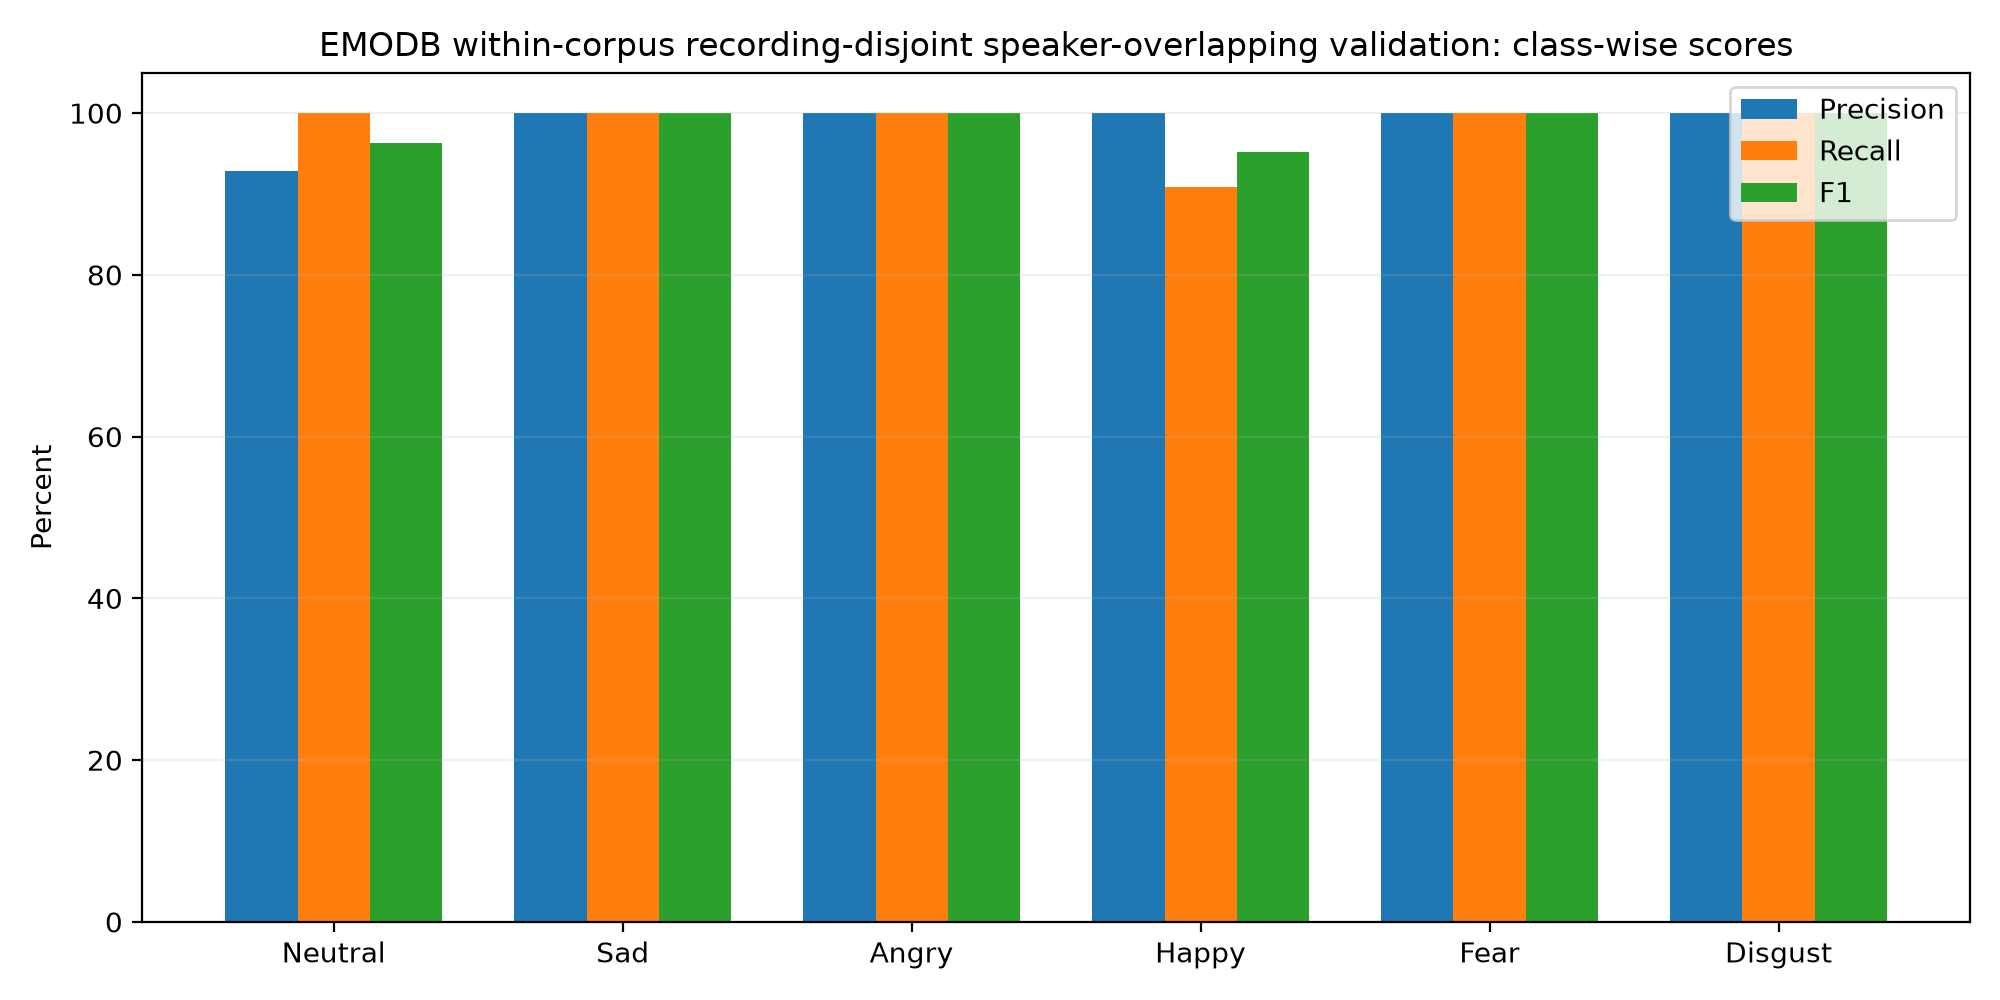 EMODB within-corpus recording-disjoint speaker-overlapping validation: class-wise scores
Precision
Recall
F1
Percent
100
80
60
40
20
0
Neutral
Sad
Angry
Happy
Fear
Disgust